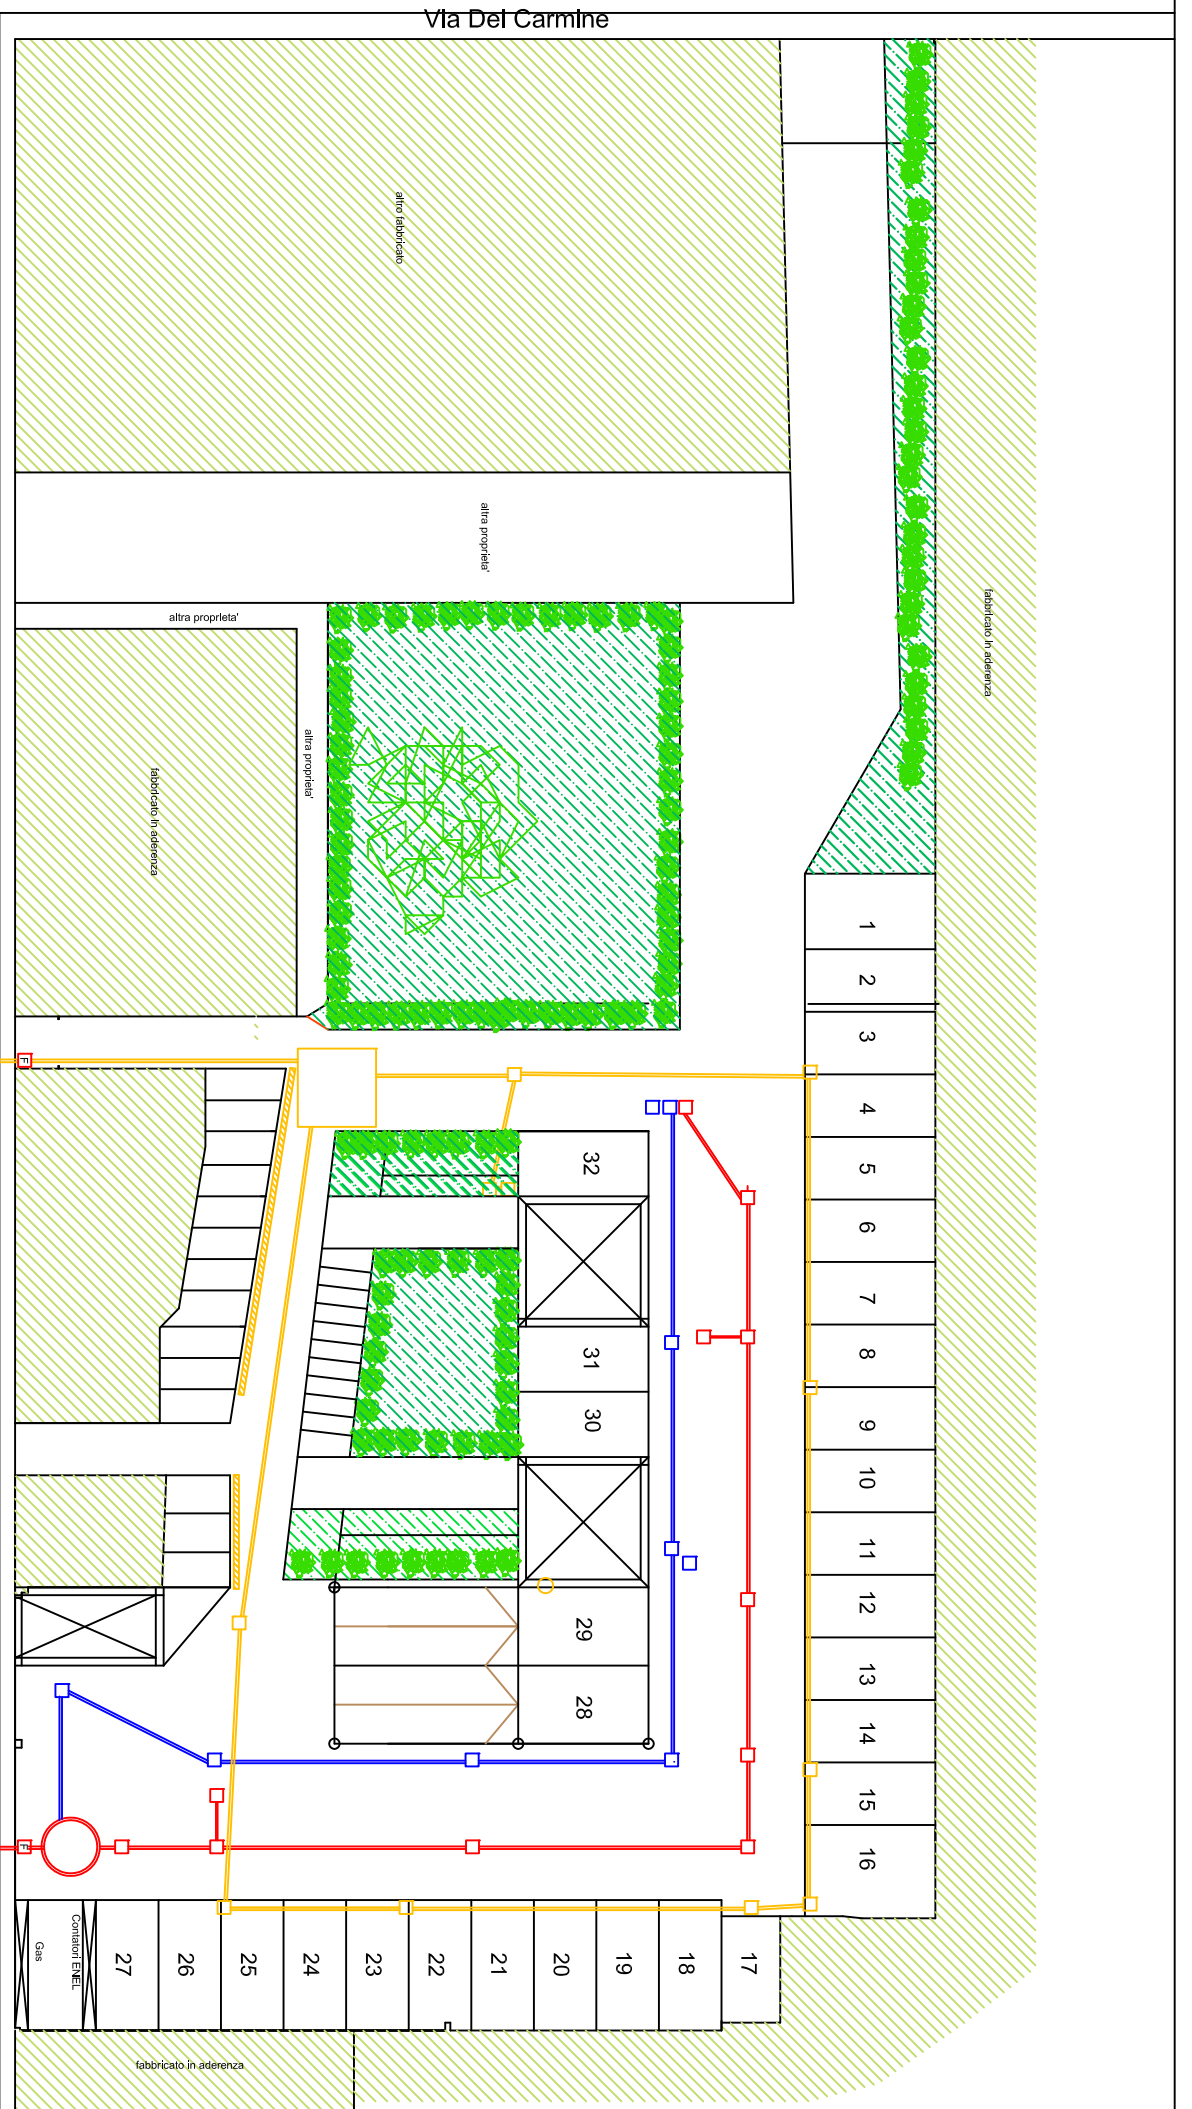 Via Del Carmine
altro fabbricato
altra proprieta'
fabbricato in aderenza
altra proprieta'
altra proprieta'
fabbricato in aderenza
1
2
3
F
4
32
5
6
7
31
8
30
9
10
11
12
29
13
28
14
15
F
16
17
18
19
20
21
22
23
24
25
26
27
Contatori ENEL
Gas
fabbricato in aderenza